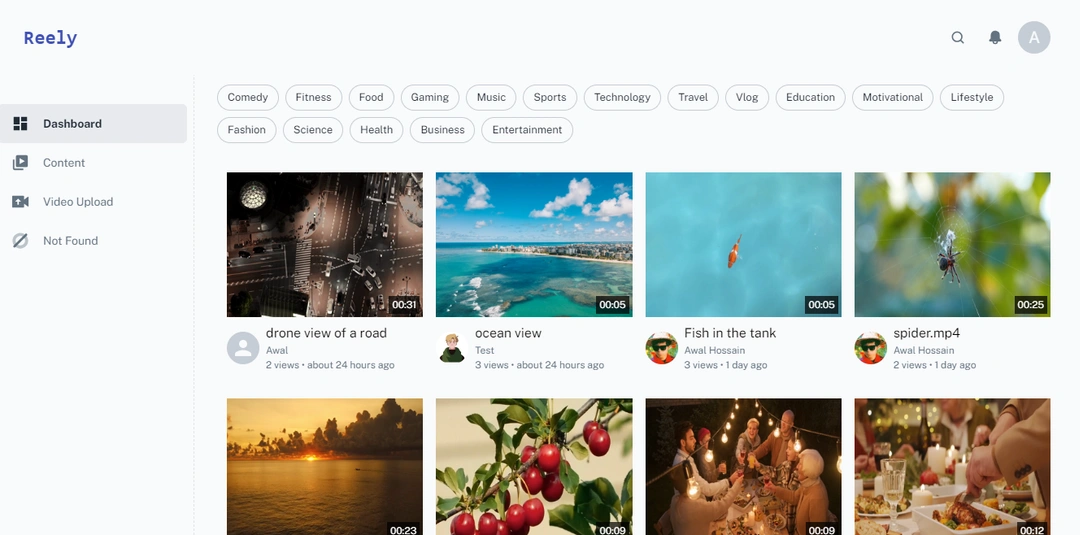 Reely
A
Comedy Fitness Food Gaming Music Sports Technology Travel Vlog Education Motivational Lifestyle
Fashion Science Health Business Entertainment
Dashboard
Content
Video Upload
Not Found
00:31 00:05 00:05 00:25
drone view of a road ocean view Fish in the tank spider.mp4
Awal Test Awal Hossain Awal Hossain
2 views • about 24 hours ago 3 views • about 24 hours ago 3 views • 1 day ago 2 views • 1 day ago
00:23 00:09 00:09 00:12